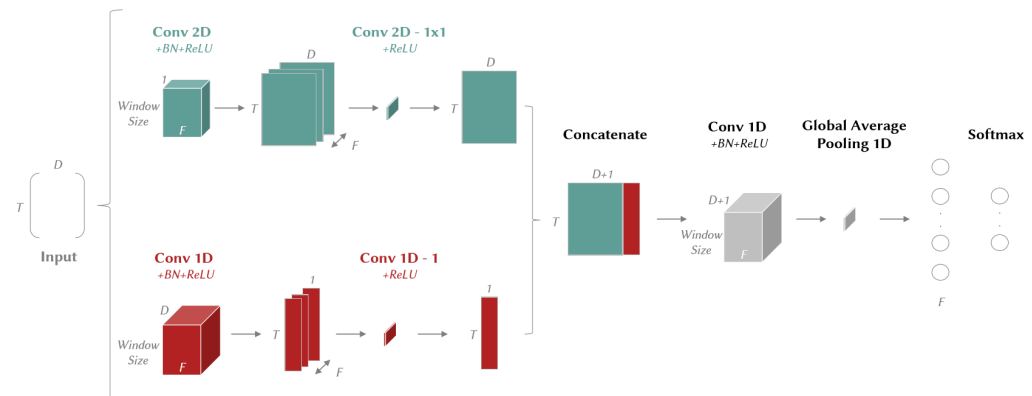 Conv 2D
+BN+ReLU
Conv 2D - 1x1
+ReLU
1
Window
Size
F
D
T
F
D
T
D
T
Input
Concatenate
D+1
T
Conv 1D
+BN+ReLU
D+1
Window
Size
F
Global Average
Pooling 1D
Softmax
F
Conv 1D
+BN+ReLU
Conv 1D - 1
+ReLU
D
Window
Size
F
1
T
F
1
T